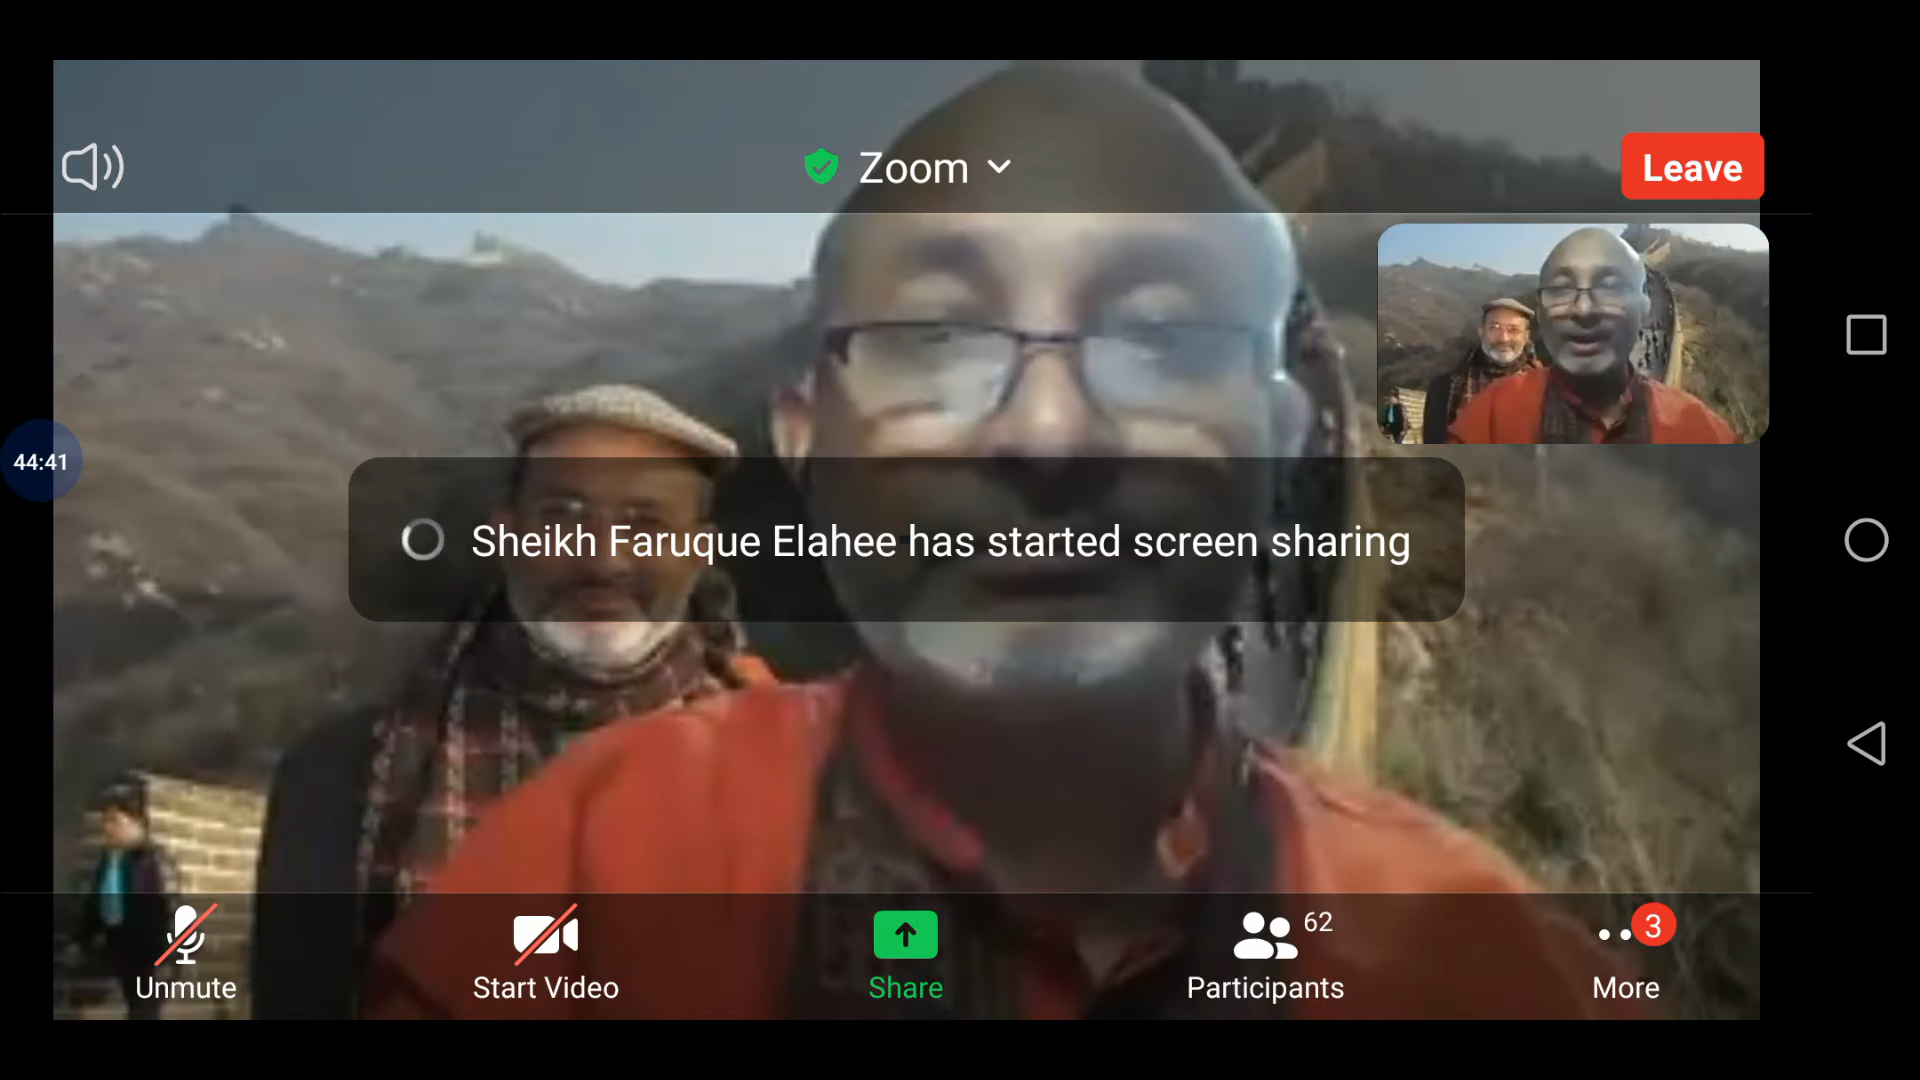 Zoom
Leave
44:41
Sheikh Faruque Elahee has started screen sharing
Unmute
Start Video
Share
62
Participants
3
More